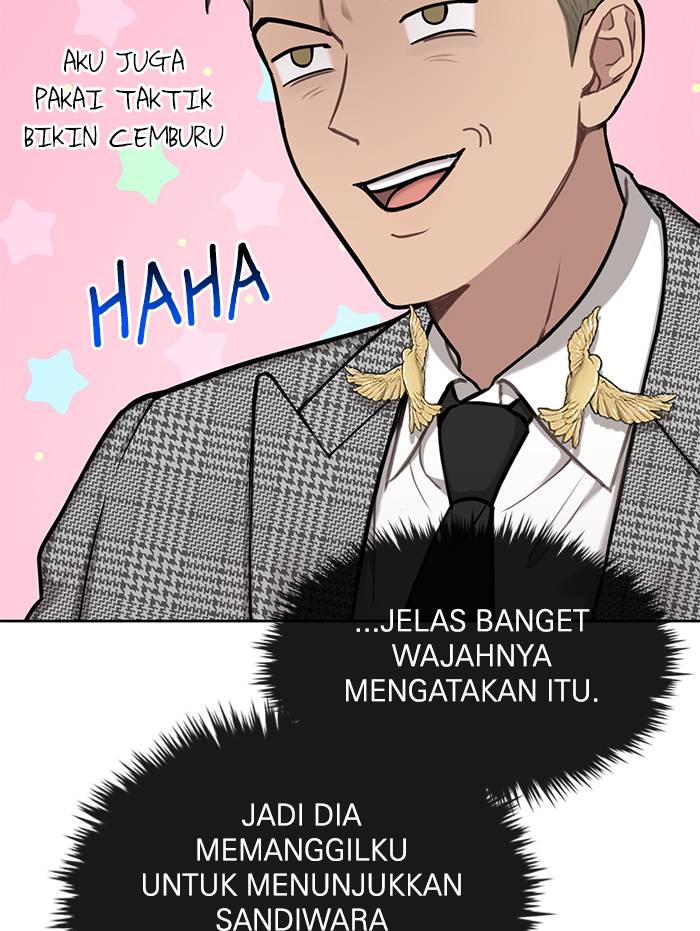 AKU JUGA
PAKAI TAKTIK
BIKIN CEMBURU
HAHA
...JELAS BANGET
WAJAHNYA
MENGATAKAN ITU.
JADI DIA
MEMANGGILKU
UNTUK MENUNJUKKAN
SANDIWARA